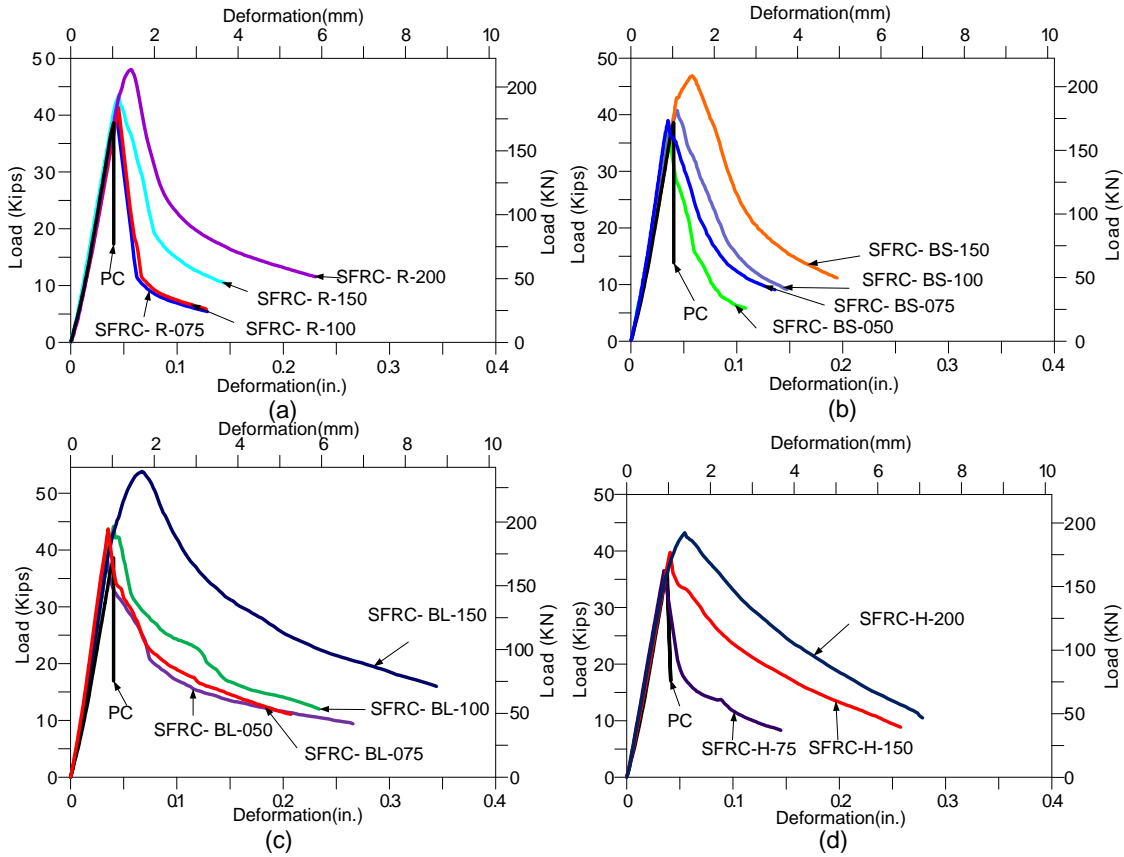 Deformation(mm)
0 2 4 6 8 10
50
40
30
20
10
0
Load (Kips)
200
150
100
50
0
Load (KN)
PC
SFRC- R-200
SFRC- R-150
SFRC- R-075
SFRC- R-100
0 0.1 0.2 0.3 0.4
Deformation(in.)
(a)
Deformation(mm)
0 2 4 6 8 10
50
40
30
20
10
0
Load (Kips)
200
150
100
50
0
Load (KN)
SFRC- BS-150
SFRC- BS-100
SFRC- BS-075
PC
SFRC- BS-050
0 0.1 0.2 0.3 0.4
Deformation(in.)
(b)
Deformation(mm)
0 2 4 6 8 10
50
40
30
20
10
0
Load (Kips)
200
150
100
50
0
Load (KN)
SFRC- BL-150
PC
SFRC- BL-100
SFRC- BL-050
SFRC- BL-075
0 0.1 0.2 0.3 0.4
Deformation(in.)
(c)
Deformation(mm)
0 2 4 6 8 10
50
40
30
20
10
0
Load (Kips)
200
150
100
50
0
Load (KN)
SFRC-H-200
PC
SFRC-H-75
SFRC-H-150
0 0.1 0.2 0.3 0.4
Deformation(in.)
(d)